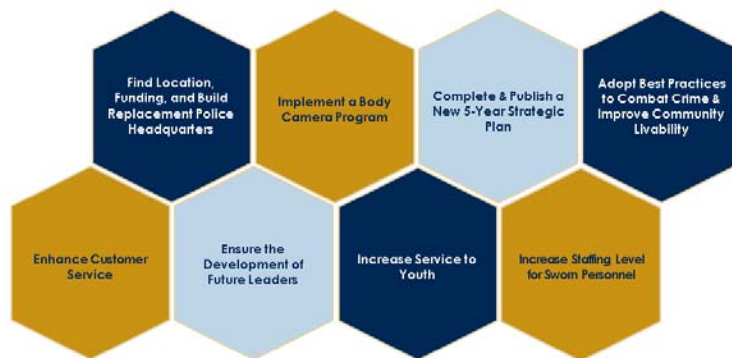 Find Location,
Funding, and Build
Replacement Police
Headquarters
Implement a Body
Camera Program
Complete & Publish a
New 5-Year Strategic
Plan
Adopt Best Practices
to Combat Crime &
Improve Community
Livability
Enhance Customer
Service
Ensure the
Development of
Future Leaders
Increase Service to
Youth
Increase Staffing Level
for Sworn Personnel